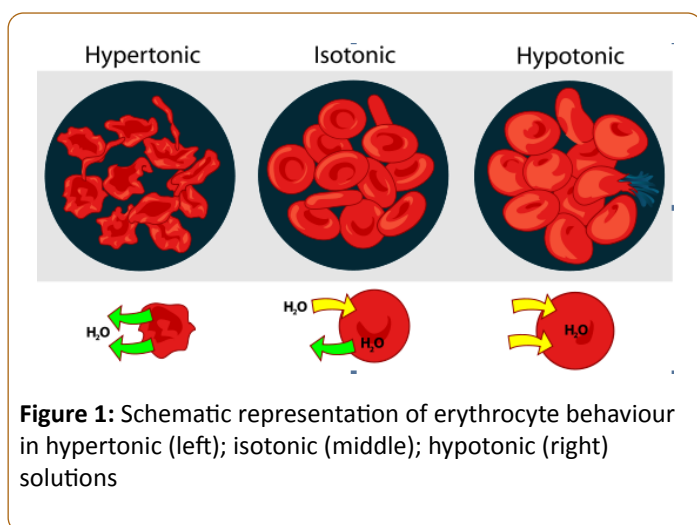 Hypertonic Isotonic Hypotonic
H₂O H₂O H₂O H₂O
Figure 1: Schematic representation of erythrocyte behaviour
in hypertonic (left); isotonic (middle); hypotonic (right)
solutions